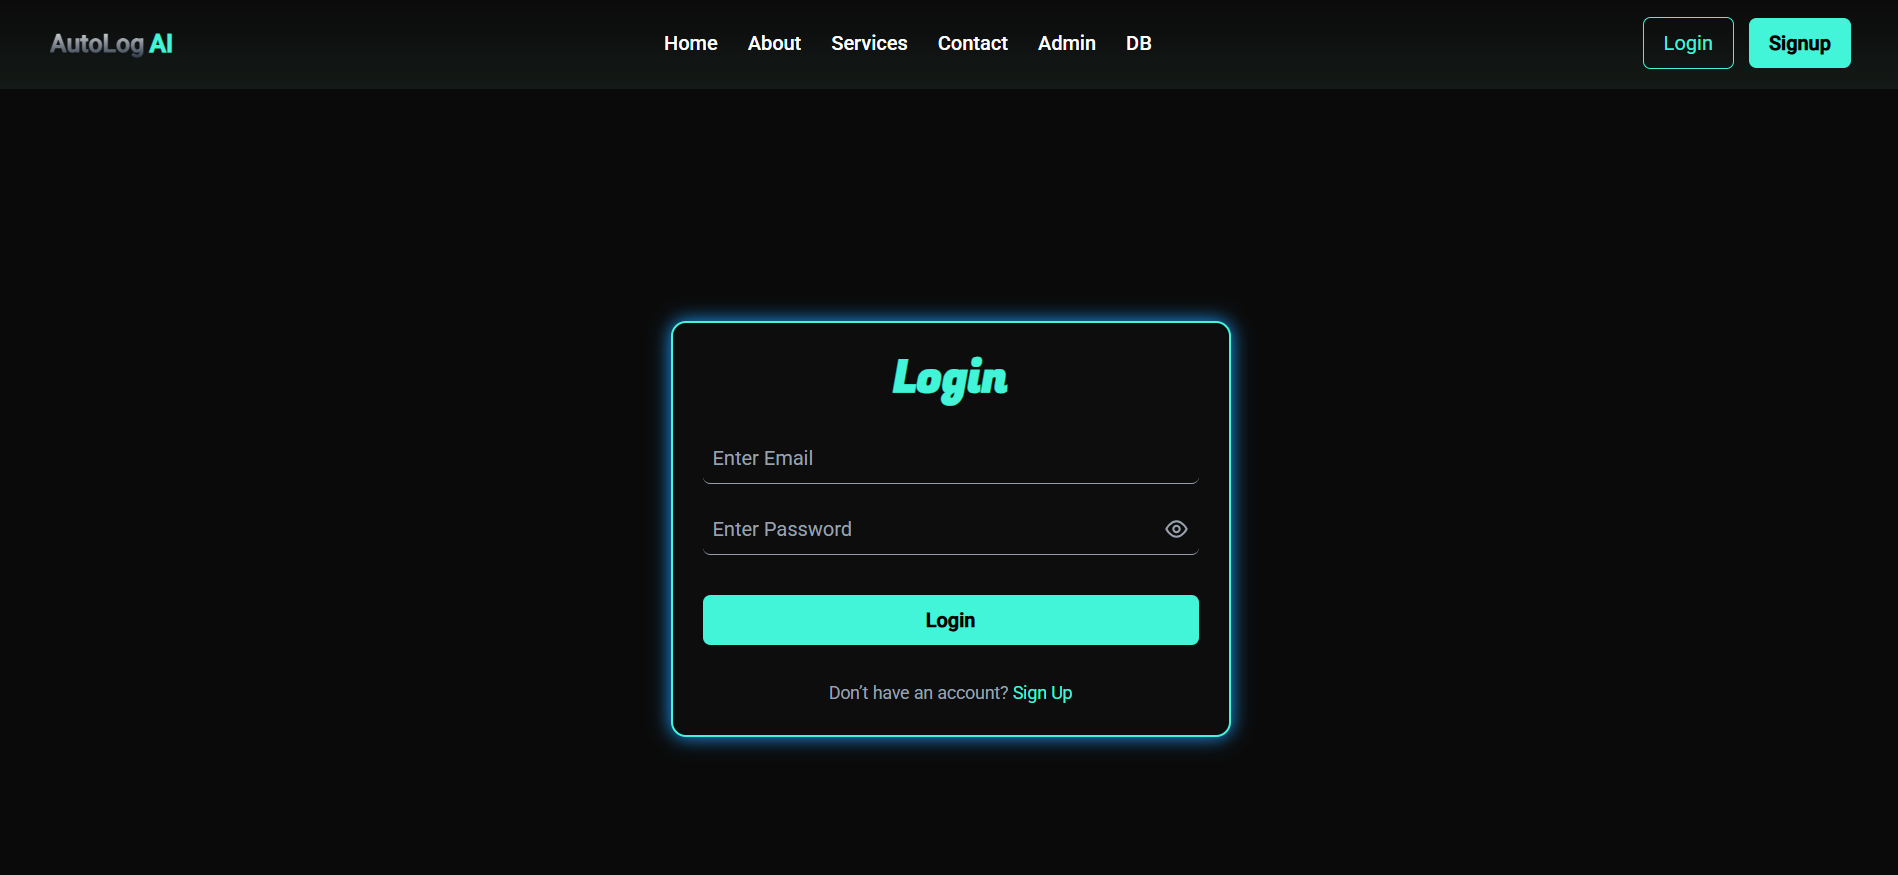 AutoLog AI
Home About Services Contact Admin DB
Login Signup
Login
Enter Email
Enter Password
Login
Don’t have an account? Sign Up